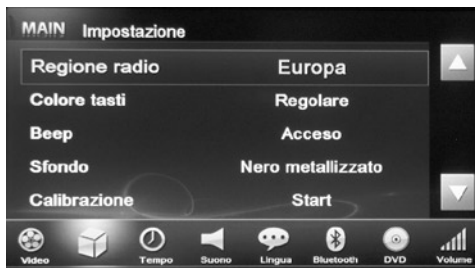 MAIN Impostazione
Regione radio Europa
Colore tasti Regolare
Beep Acceso
Sfondo Nero metallizzato
Calibrazione Start
Video Tempo Suono Lingua Bluetooth DVD Volume